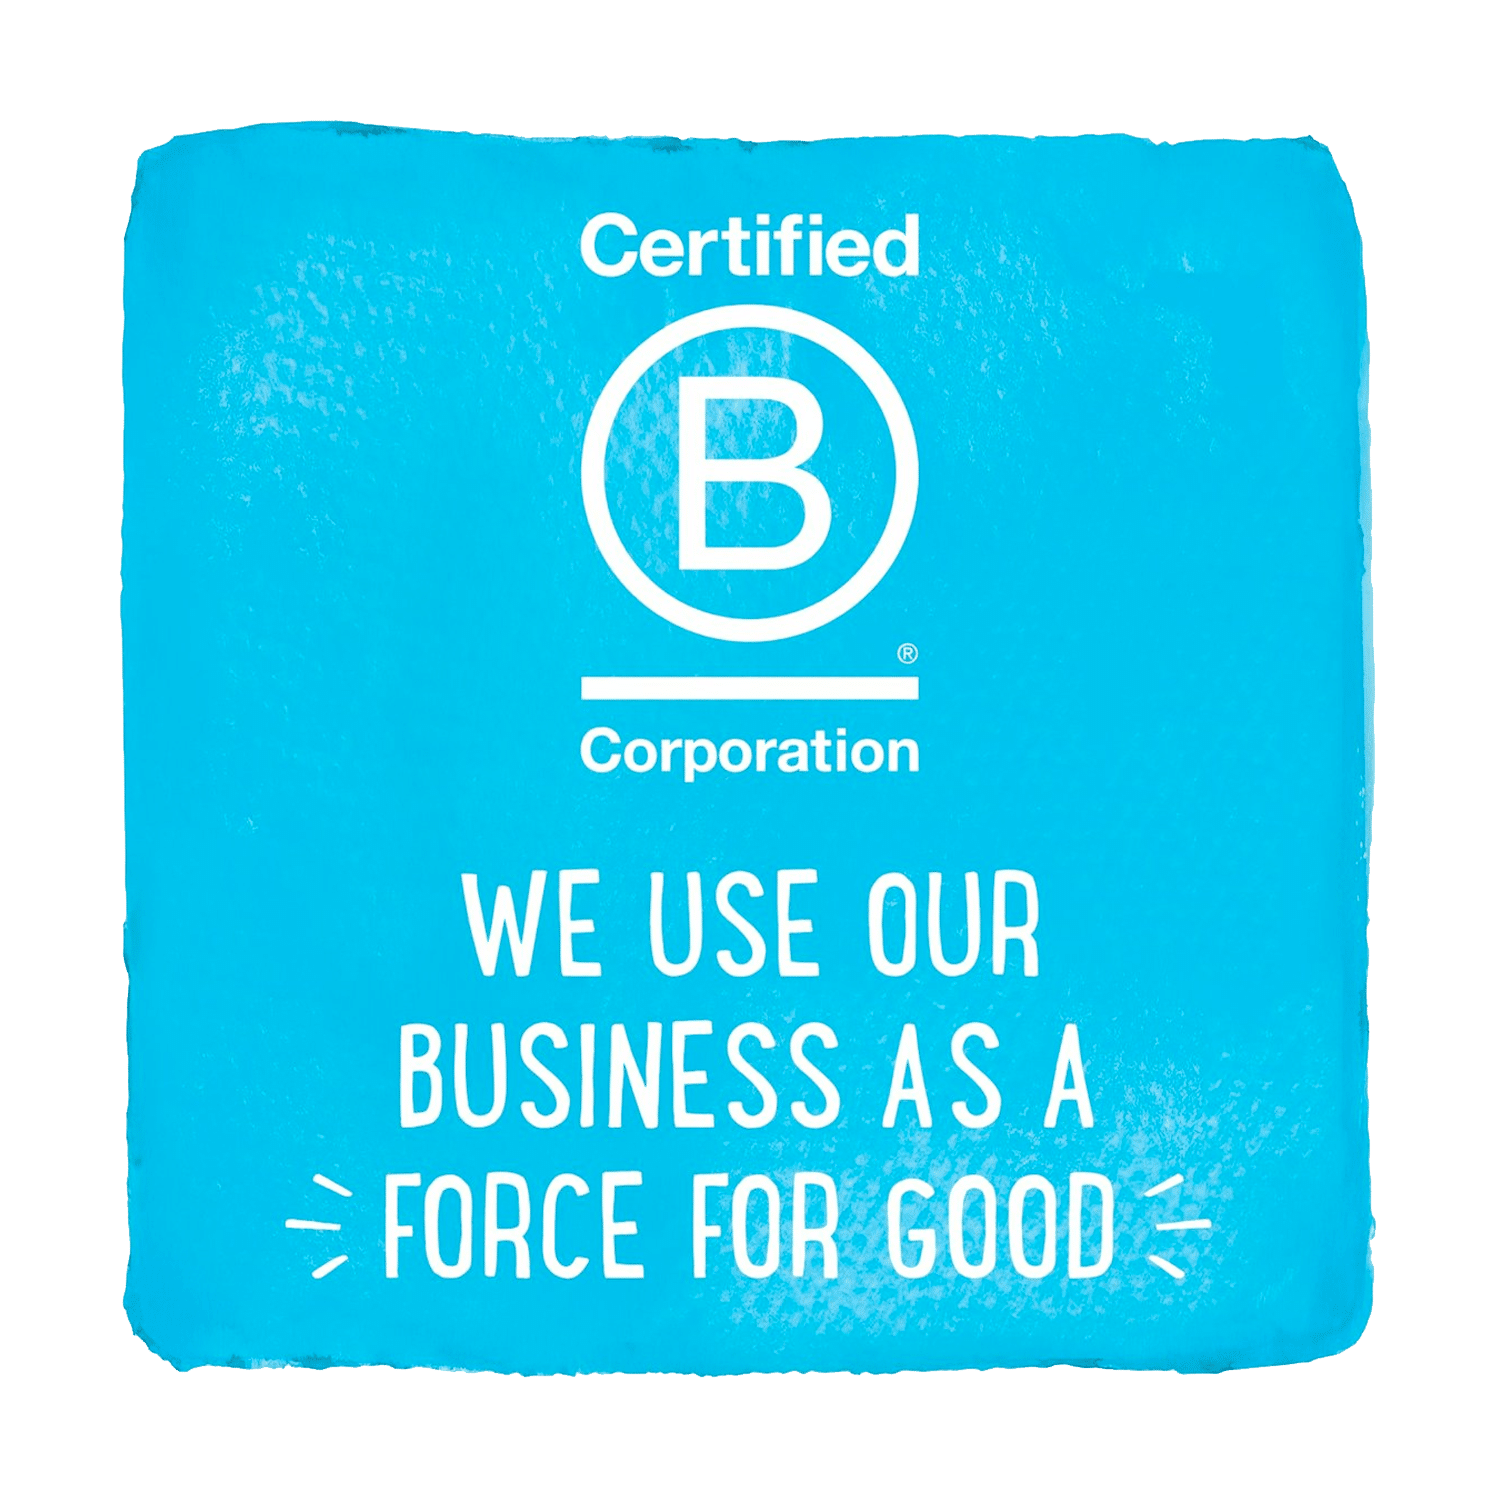 Certified
B
®
Corporation
WE USE OUR
BUSINESS AS A
FORCE FOR GOOD